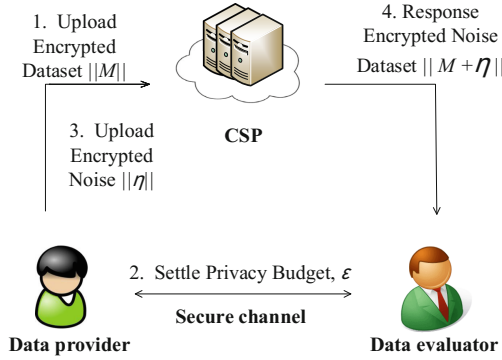 1. Upload
Encrypted
Dataset ||M||
3. Upload
Encrypted
Noise ||η||
CSP
4. Response
Encrypted Noise
Dataset || M + η ||
2. Settle Privacy Budget, ε
Secure channel
Data provider
Data evaluator